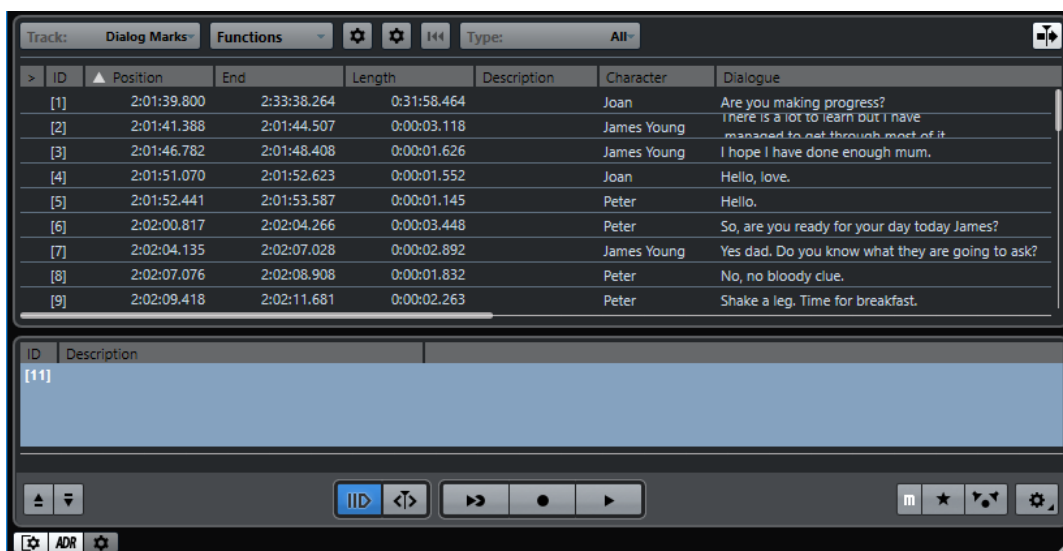 Track: Dialog Marks Functions Type: All
> ID Position End Length Description Character Dialogue
[1] 2:01:39.800 2:33:38.264 0:31:58.464 Joan Are you making progress?
[2] 2:01:41.388 2:01:44.507 0:00:03.118 James Young There is a lot to learn but I have
managed to get through most of it
[3] 2:01:46.782 2:01:48.408 0:00:01.626 James Young I hope I have done enough mum.
[4] 2:01:51.070 2:01:52.623 0:00:01.552 Joan Hello, love.
[5] 2:01:52.441 2:01:53.587 0:00:01.145 Peter Hello.
[6] 2:02:00.817 2:02:04.266 0:00:03.448 Peter So, are you ready for your day today James?
[7] 2:02:04.135 2:02:07.028 0:00:02.892 James Young Yes dad. Do you know what they are going to ask?
[8] 2:02:07.076 2:02:08.908 0:00:01.832 Peter No, no bloody clue.
[9] 2:02:09.418 2:02:11.681 0:00:02.263 Peter Shake a leg. Time for breakfast.
ID Description
[11]
m
ADR